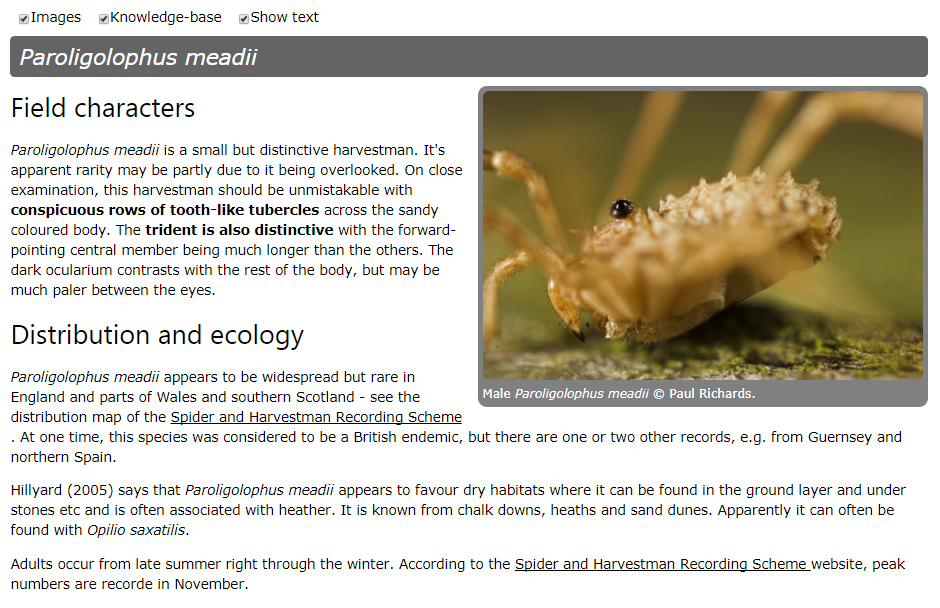 Images Knowledge-base Show text
Paroligolophus meadii
Field characters
Paroligolophus meadii is a small but distinctive harvestman. It's
apparent rarity may be partly due to it being overlooked. On close
examination, this harvestman should be unmistakable with
conspicuous rows of tooth-like tubercles across the sandy
coloured body. The trident is also distinctive with the forward-
pointing central member being much longer than the others. The
dark ocularium contrasts with the rest of the body, but may be
much paler between the eyes.
Male Paroligolophus meadii © Paul Richards.
Distribution and ecology
Paroligolophus meadii appears to be widespread but rare in
England and parts of Wales and southern Scotland - see the
distribution map of the Spider and Harvestman Recording Scheme
. At one time, this species was considered to be a British endemic, but there are one or two other records, e.g. from Guernsey and
northern Spain.
Hillyard (2005) says that Paroligolophus meadii appears to favour dry habitats where it can be found in the ground layer and under
stones etc and is often associated with heather. It is known from chalk downs, heaths and sand dunes. Apparently it can often be
found with Opilio saxatilis.
Adults occur from late summer right through the winter. According to the Spider and Harvestman Recording Scheme website, peak
numbers are recorde in November.